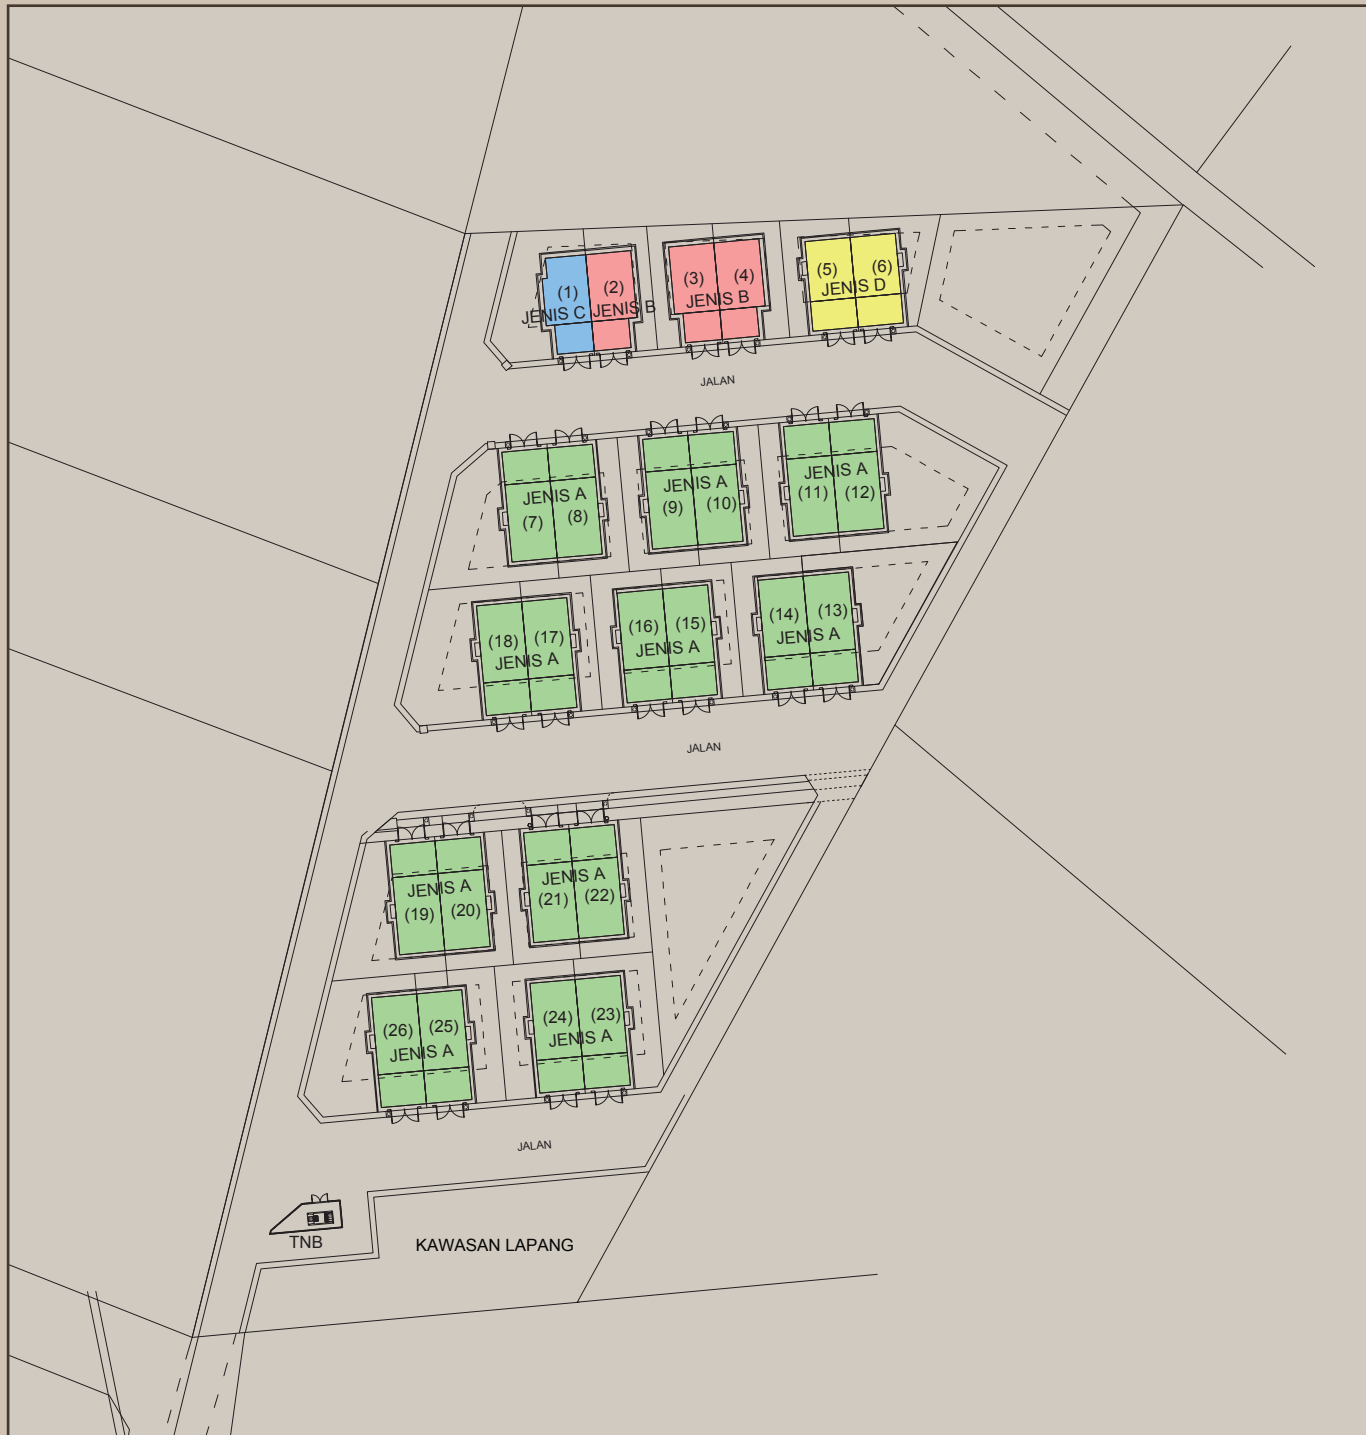 (1) (2) (3) (4) (5) (6)
JENIS C JENIS B JENIS B JENIS D
JALAN
JENIS A JENIS A JENIS A
(7) (8) (9) (10) (11) (12)
(18) (17) (16) (15) (14) (13)
JENIS A JENIS A JENIS A
JALAN
JENIS A JENIS A
(19) (20) (21) (22)
(26) (25) (24) (23)
JENIS A JENIS A
JALAN
TNB
KAWASAN LAPANG